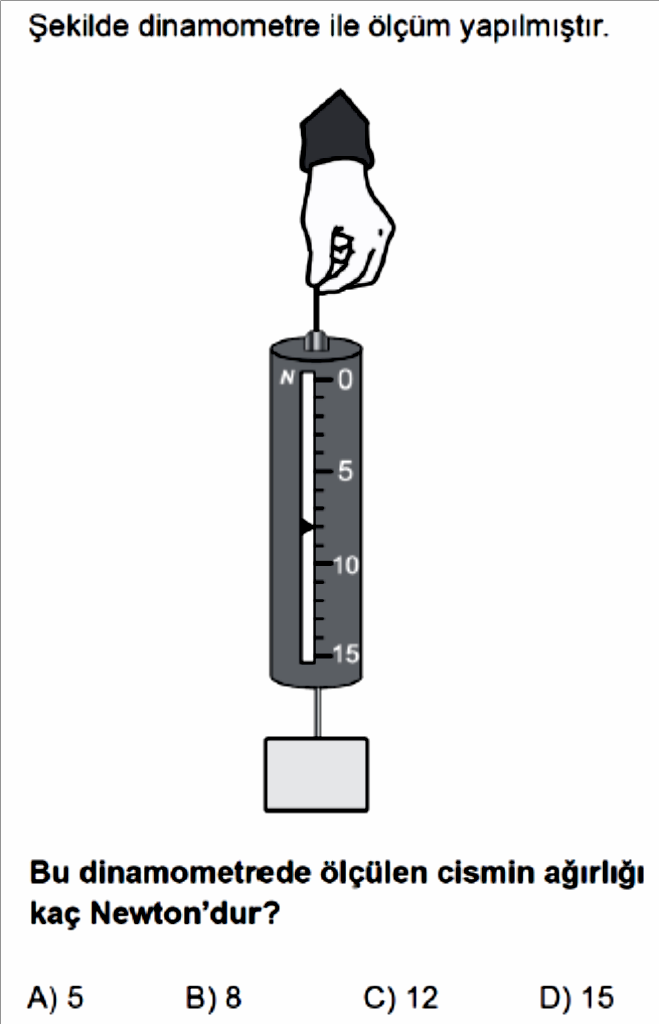 Şekilde dinamometre ile ölçüm yapılmıştır.
N 0
5
10
15
Bu dinamometrede ölçülen cismin ağırlığı
kaç Newton'dur?
A) 5 B) 8 C) 12 D) 15